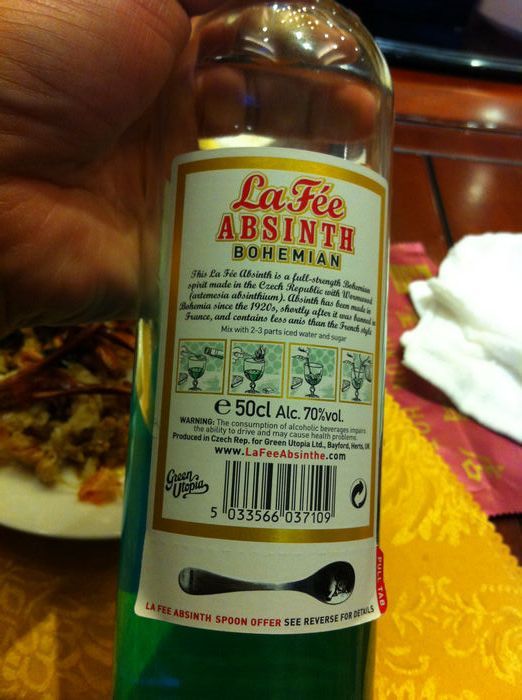 La Fée
ABSINTH
BOHEMIAN
This La Fée Absinth is a full-strength Bohemian
spirit made in the Czech Republic with Wormwood
(artemesia absinthium). Absinth has been made in
Bohemia since the 1920s, shortly after it was banned in
France, and contains less anis than the French style
Mix with 2-3 parts iced water and sugar
e 50cl Alc. 70%vol.
WARNING: The consumption of alcoholic beverages impairs
the ability to drive and may cause health problems.
Produced in Czech Rep. for Green Utopia Ltd., Bayford, Herts, UK
www.LaFeeAbsinthe.com
Green
Utopia
5 033566 037109
PULL TAB
LA FEE ABSINTH SPOON OFFER SEE REVERSE FOR DETAILS